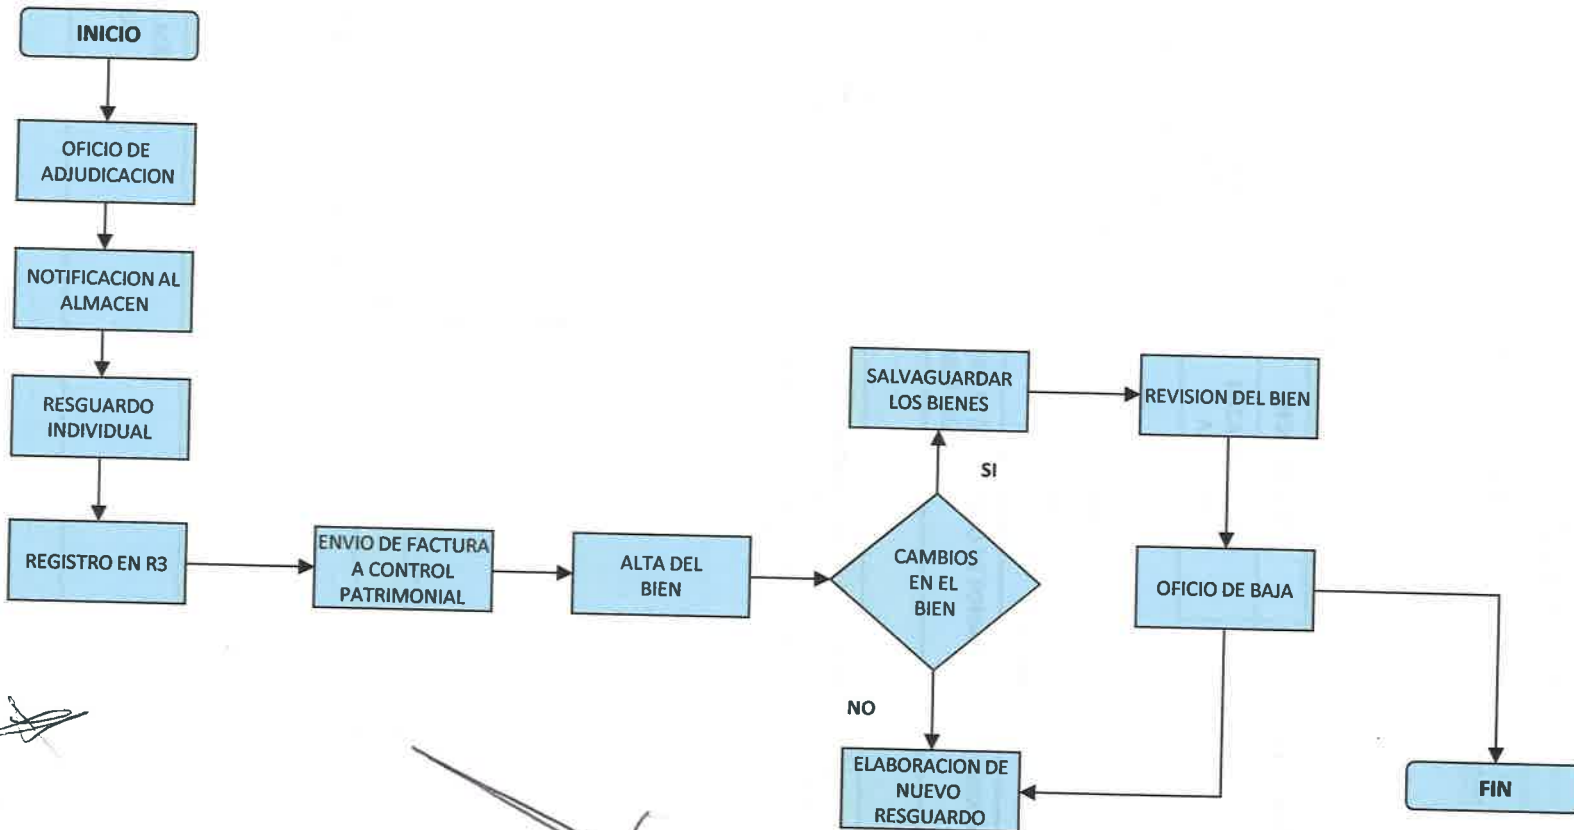 INICIO
OFICIO DE
ADJUDICACION
NOTIFICACION AL
ALMACEN
RESGUARDO
INDIVIDUAL
REGISTRO EN R3
ENVIO DE FACTURA
A CONTROL
PATRIMONIAL
ALTA DEL
BIEN
CAMBIOS
EN EL
BIEN
SI
SALVAGUARDAR
LOS BIENES
REVISION DEL BIEN
OFICIO DE BAJA
NO
ELABORACION DE
NUEVO
RESGUARDO
FIN